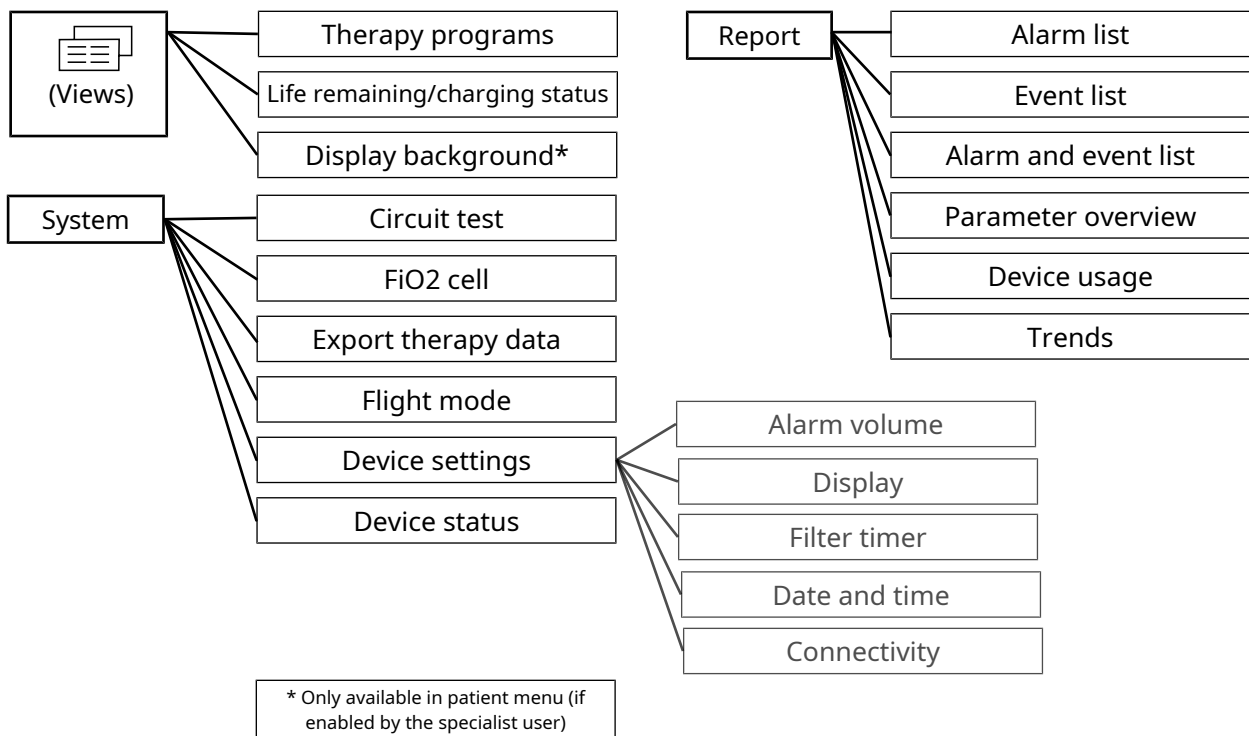 (Views)
Therapy programs
Life remaining/charging status
Display background*
System
Circuit test
FiO2 cell
Export therapy data
Flight mode
Device settings
Device status
Alarm volume
Display
Filter timer
Date and time
Connectivity
Report
Alarm list
Event list
Alarm and event list
Parameter overview
Device usage
Trends
* Only available in patient menu (if
enabled by the specialist user)